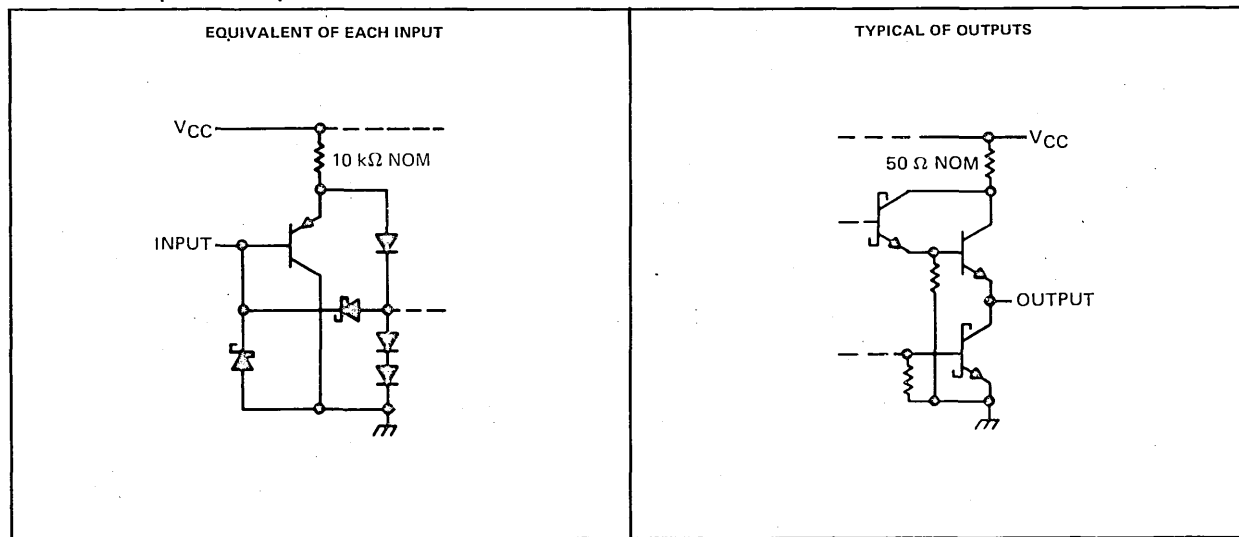 EQUIVALENT OF EACH INPUT
VCC
10 kΩ NOM
INPUT
TYPICAL OF OUTPUTS
VCC
50 Ω NOM
OUTPUT